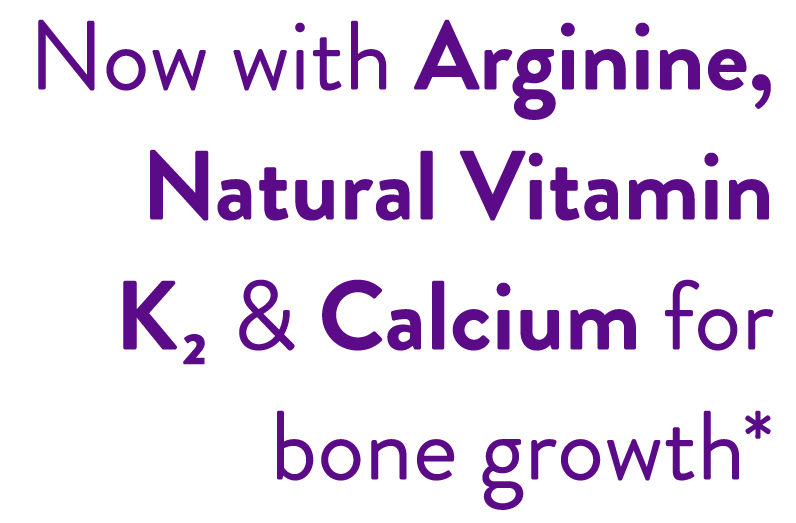 Now with Arginine,
Natural Vitamin
K₂ & Calcium for
bone growth*